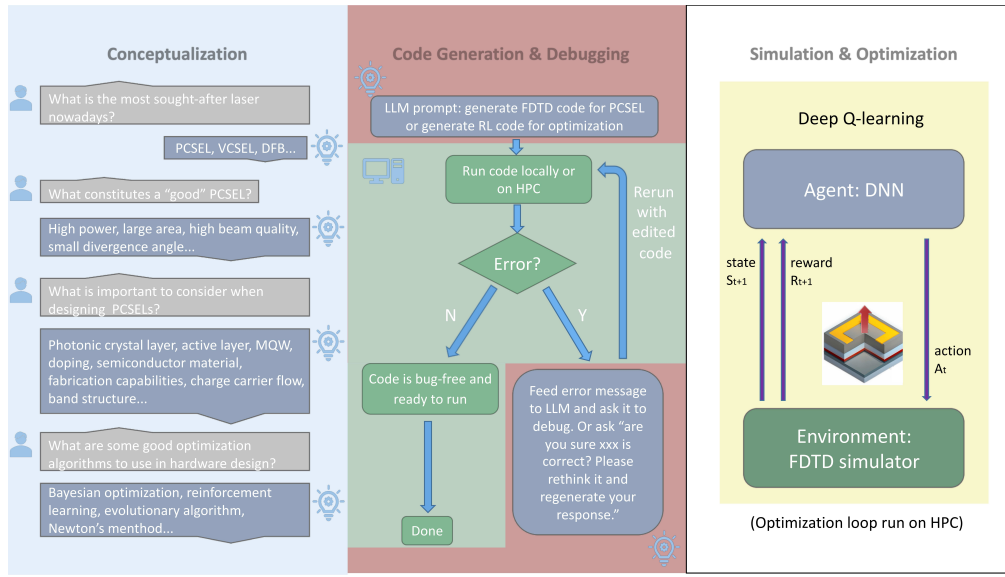 Conceptualization
What is the most sought-after laser
nowadays?
PCSEL, VCSEL, DFB...
What constitutes a “good” PCSEL?
High power, large area, high beam quality,
small divergence angle...
What is important to consider when
designing PCSELs?
Photonic crystal layer, active layer, MQW,
doping, semiconductor material,
fabrication capabilities, charge carrier flow,
band structure...
What are some good optimization
algorithms to use in hardware design?
Bayesian optimization, reinforcement
learning, evolutionary algorithm,
Newton’s menthod...
Code Generation & Debugging
LLM prompt: generate FDTD code for PCSEL
or generate RL code for optimization
Run code locally or
on HPC
Rerun
with
edited
code
Error?
N
Y
Code is bug-free and
ready to run
Done
Feed error message
to LLM and ask it to
debug. Or ask “are
you sure xxx is
correct? Please
rethink it and
regenerate your
response.”
Simulation & Optimization
Deep Q-learning
Agent: DNN
state
St+1
reward
Rt+1
action
At
Environment:
FDTD simulator
(Optimization loop run on HPC)